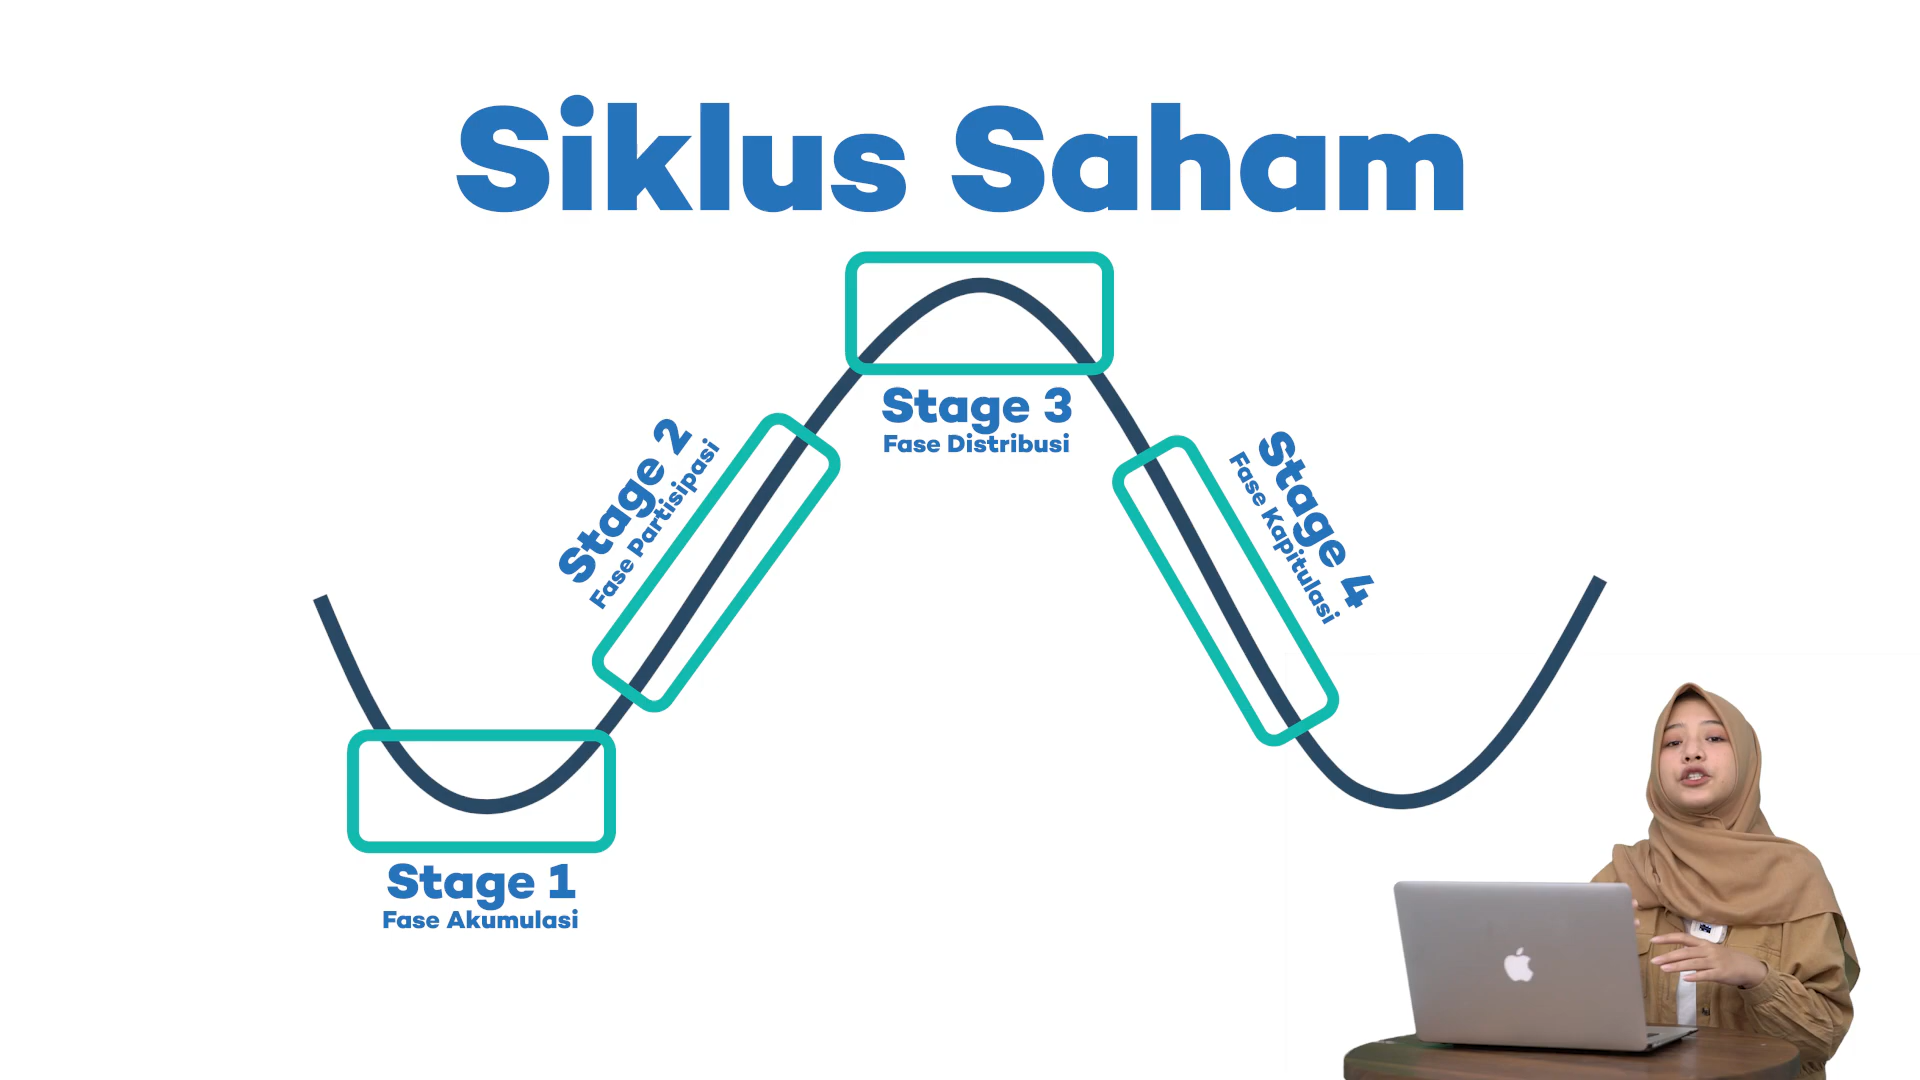 Siklus Saham
Stage 1
Fase Akumulasi
Stage 2
Fase Partisipasi
Stage 3
Fase Distribusi
Stage 4
Fase Kapitulasi